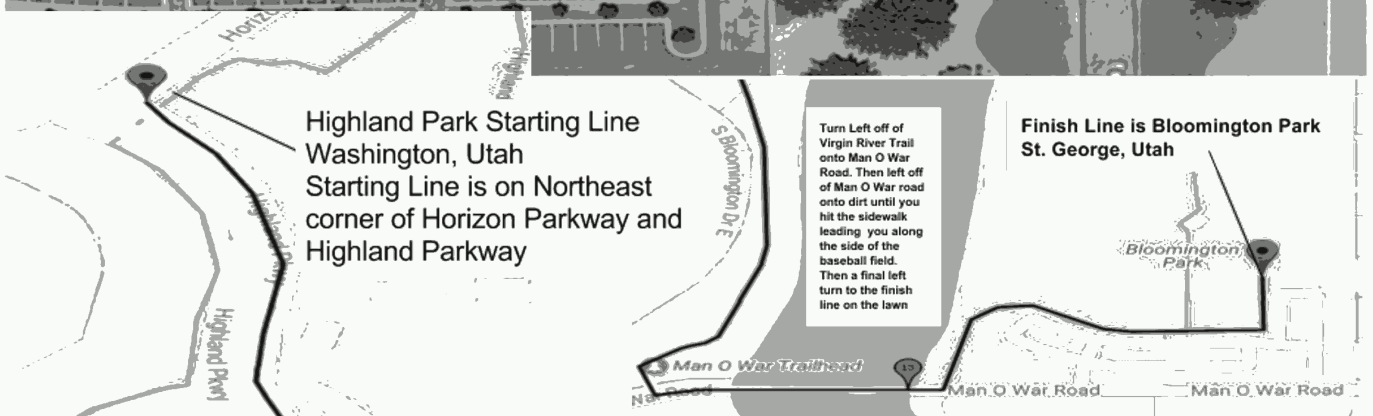 Horizo
Highland
Highland Park Starting Line
Washington, Utah
Starting Line is on Northeast
corner of Horizon Parkway and
Highland Parkway
Highland Pkwy
Highland Pkwy
S Bloomington Dr E
Turn Left off of
Virgin River Trail
onto Man O War
Road. Then left off
of Man O War road
onto dirt until you
hit the sidewalk
leading you along
the side of the
baseball field.
Then a final left
turn to the finish
line on the lawn
Finish Line is Bloomington Park
St. George, Utah
Bloomington
Park
Man O War Trailhead
13
Man O War Road
Man O War Road